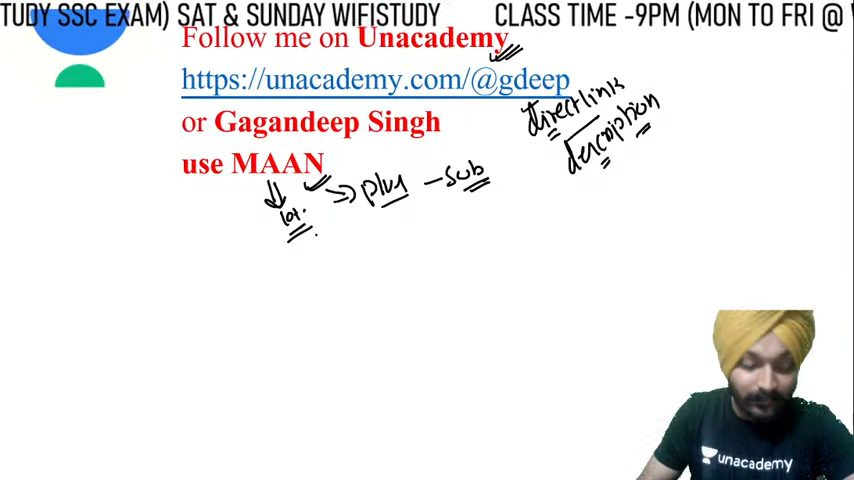 TUDY SSC EXAM) SAT & SUNDAY WIFISTUDY CLASS TIME -9PM (MON TO FRI @
Follow me on Unacademy
https://unacademy.com/@gdeep
or Gagandeep Singh
use MAAN
direct link
description
plus - sub
unacademy